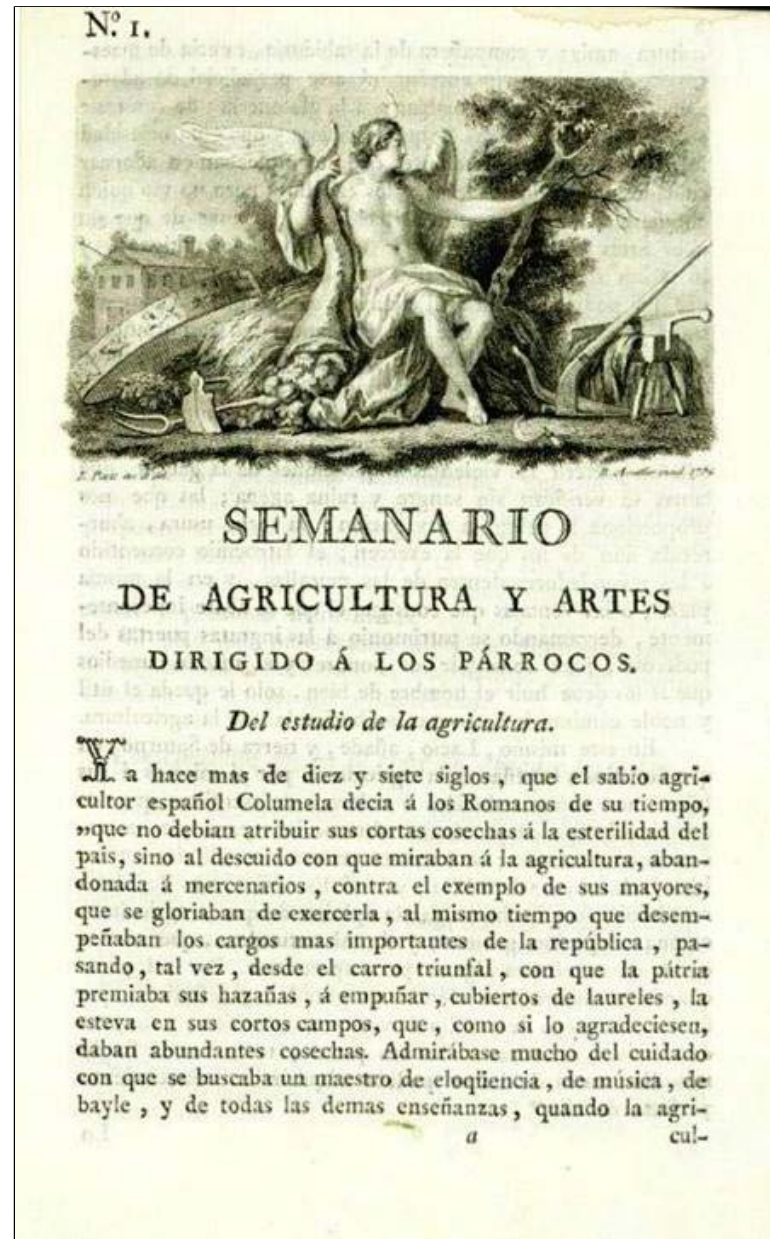 N.º 1.
SEMANARIO
DE AGRICULTURA Y ARTES
DIRIGIDO Á LOS PÁRROCOS.
Del estudio de la agricultura.
Ya hace mas de diez y siete siglos, que el sabio agri-
cultor español Columela decia á los Romanos de su tiempo,
"que no debian atribuir sus cortas cosechas á la esterilidad del
pais, sino al descuido con que miraban á la agricultura, aban-
donada á mercenarios, contra el exemplo de sus mayores,
que se gloriaban de exercerla, al mismo tiempo que desem-
peñaban los cargos mas importantes de la república, pa-
sando, tal vez, desde el carro triunfal, con que la pátria
premiaba sus hazañas, á empuñar, cubiertos de laureles, la
esteva en sus cortos campos, que, como si lo agradeciesen,
daban abundantes cosechas. Admirábase mucho del cuidado
con que se buscaba un maestro de eloqüencia, de música, de
bayle, y de todas las demas enseñanzas, quando la agri-
a cul-